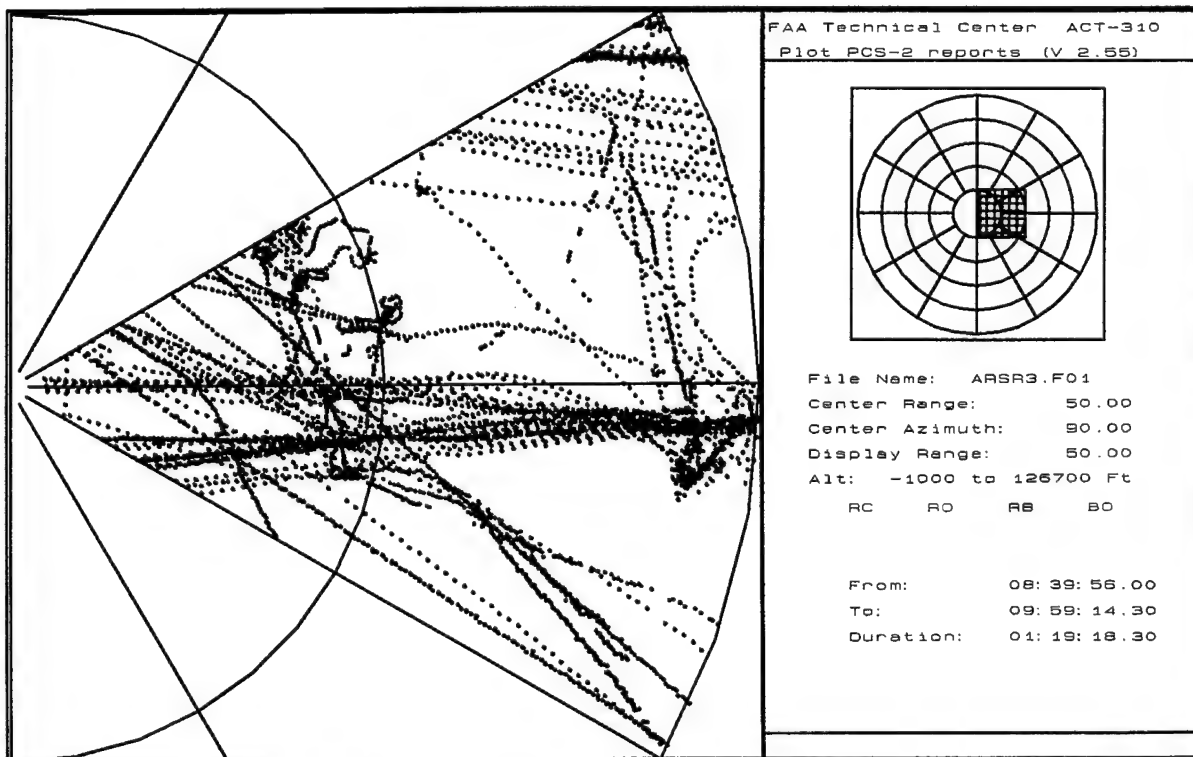 FAA Technical Center ACT-310
Plot PCS-2 reports (V 2.55)
File Name: ARSR3.F01
Center Range: 50.00
Center Azimuth: 90.00
Display Range: 50.00
Alt: -1000 to 126700 Ft
RC RO RB BO
From: 08:39:56.00
To: 09:59:14.30
Duration: 01:19:18.30